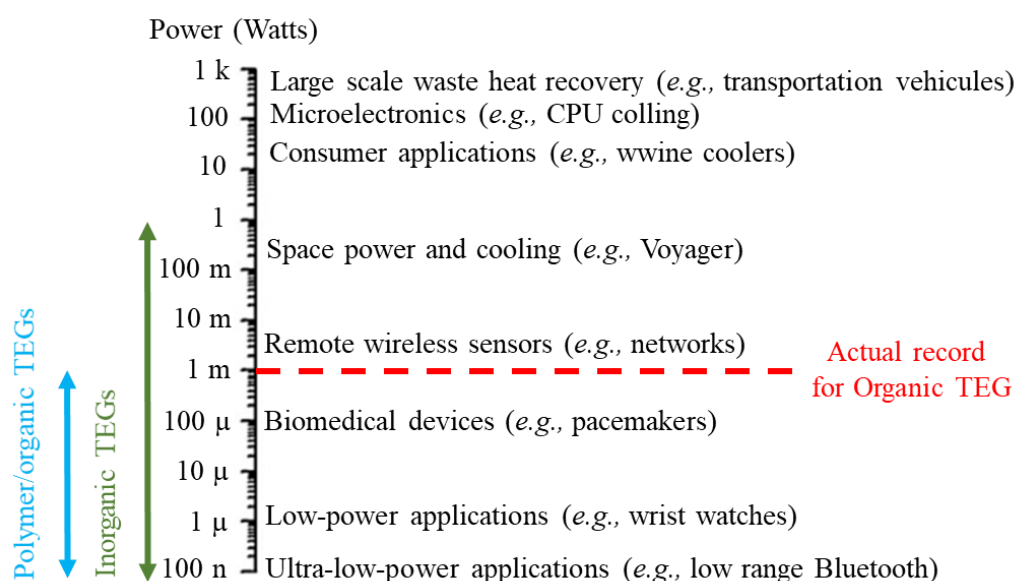 Power (Watts)
1 k
Large scale waste heat recovery (e.g., transportation vehicules)
100
Microelectronics (e.g., CPU colling)
10
Consumer applications (e.g., wwine coolers)
1
Space power and cooling (e.g., Voyager)
100 m
10 m
Remote wireless sensors (e.g., networks)
1 m
Actual record
for Organic TEG
100 µ
Biomedical devices (e.g., pacemakers)
10 µ
1 µ
Low-power applications (e.g., wrist watches)
100 n
Ultra-low-power applications (e.g., low range Bluetooth)
Polymer/organic TEGs
Inorganic TEGs